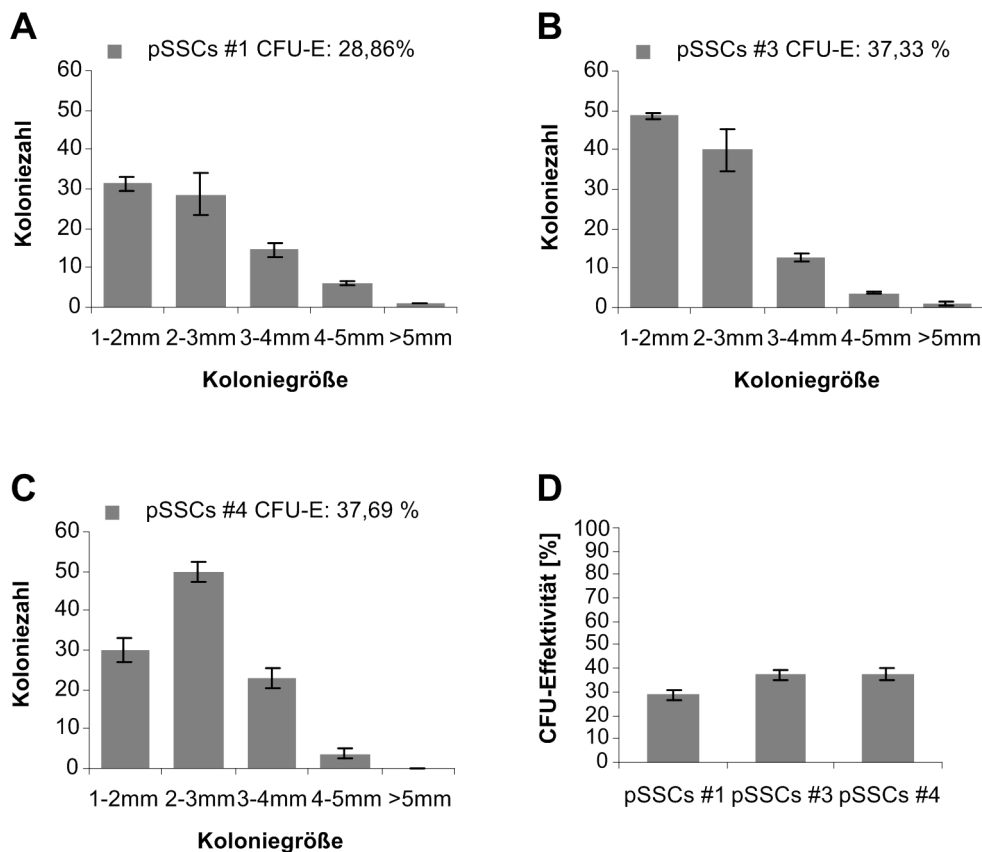 A
pSSCs #1 CFU-E: 28,86%
60
50
40
30
20
10
0
Koloniezahl
1-2mm 2-3mm 3-4mm 4-5mm >5mm
Koloniegröße
B
pSSCs #3 CFU-E: 37,33 %
60
50
40
30
20
10
0
Koloniezahl
1-2mm 2-3mm 3-4mm 4-5mm >5mm
Koloniegröße
C
pSSCs #4 CFU-E: 37,69 %
60
50
40
30
20
10
0
Koloniezahl
1-2mm 2-3mm 3-4mm 4-5mm >5mm
Koloniegröße
D
100
90
80
70
60
50
40
30
20
10
0
CFU-Effektivität [%]
pSSCs #1 pSSCs #3 pSSCs #4